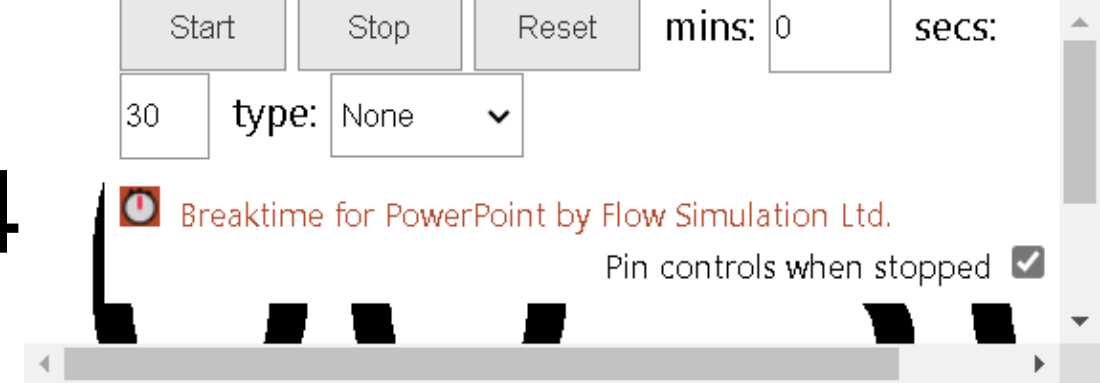 Start Stop Reset mins: 0 secs:
30 type: None
Breaktime for PowerPoint by Flow Simulation Ltd.
Pin controls when stopped